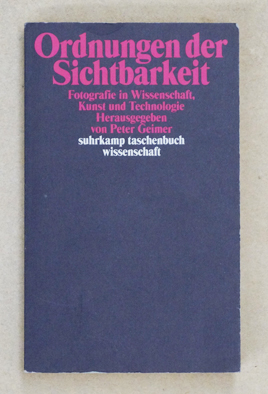 Ordnungen der
Sichtbarkeit
Fotografie in Wissenschaft,
Kunst und Technologie
Herausgegeben
von Peter Geimer
suhrkamp taschenbuch
wissenschaft